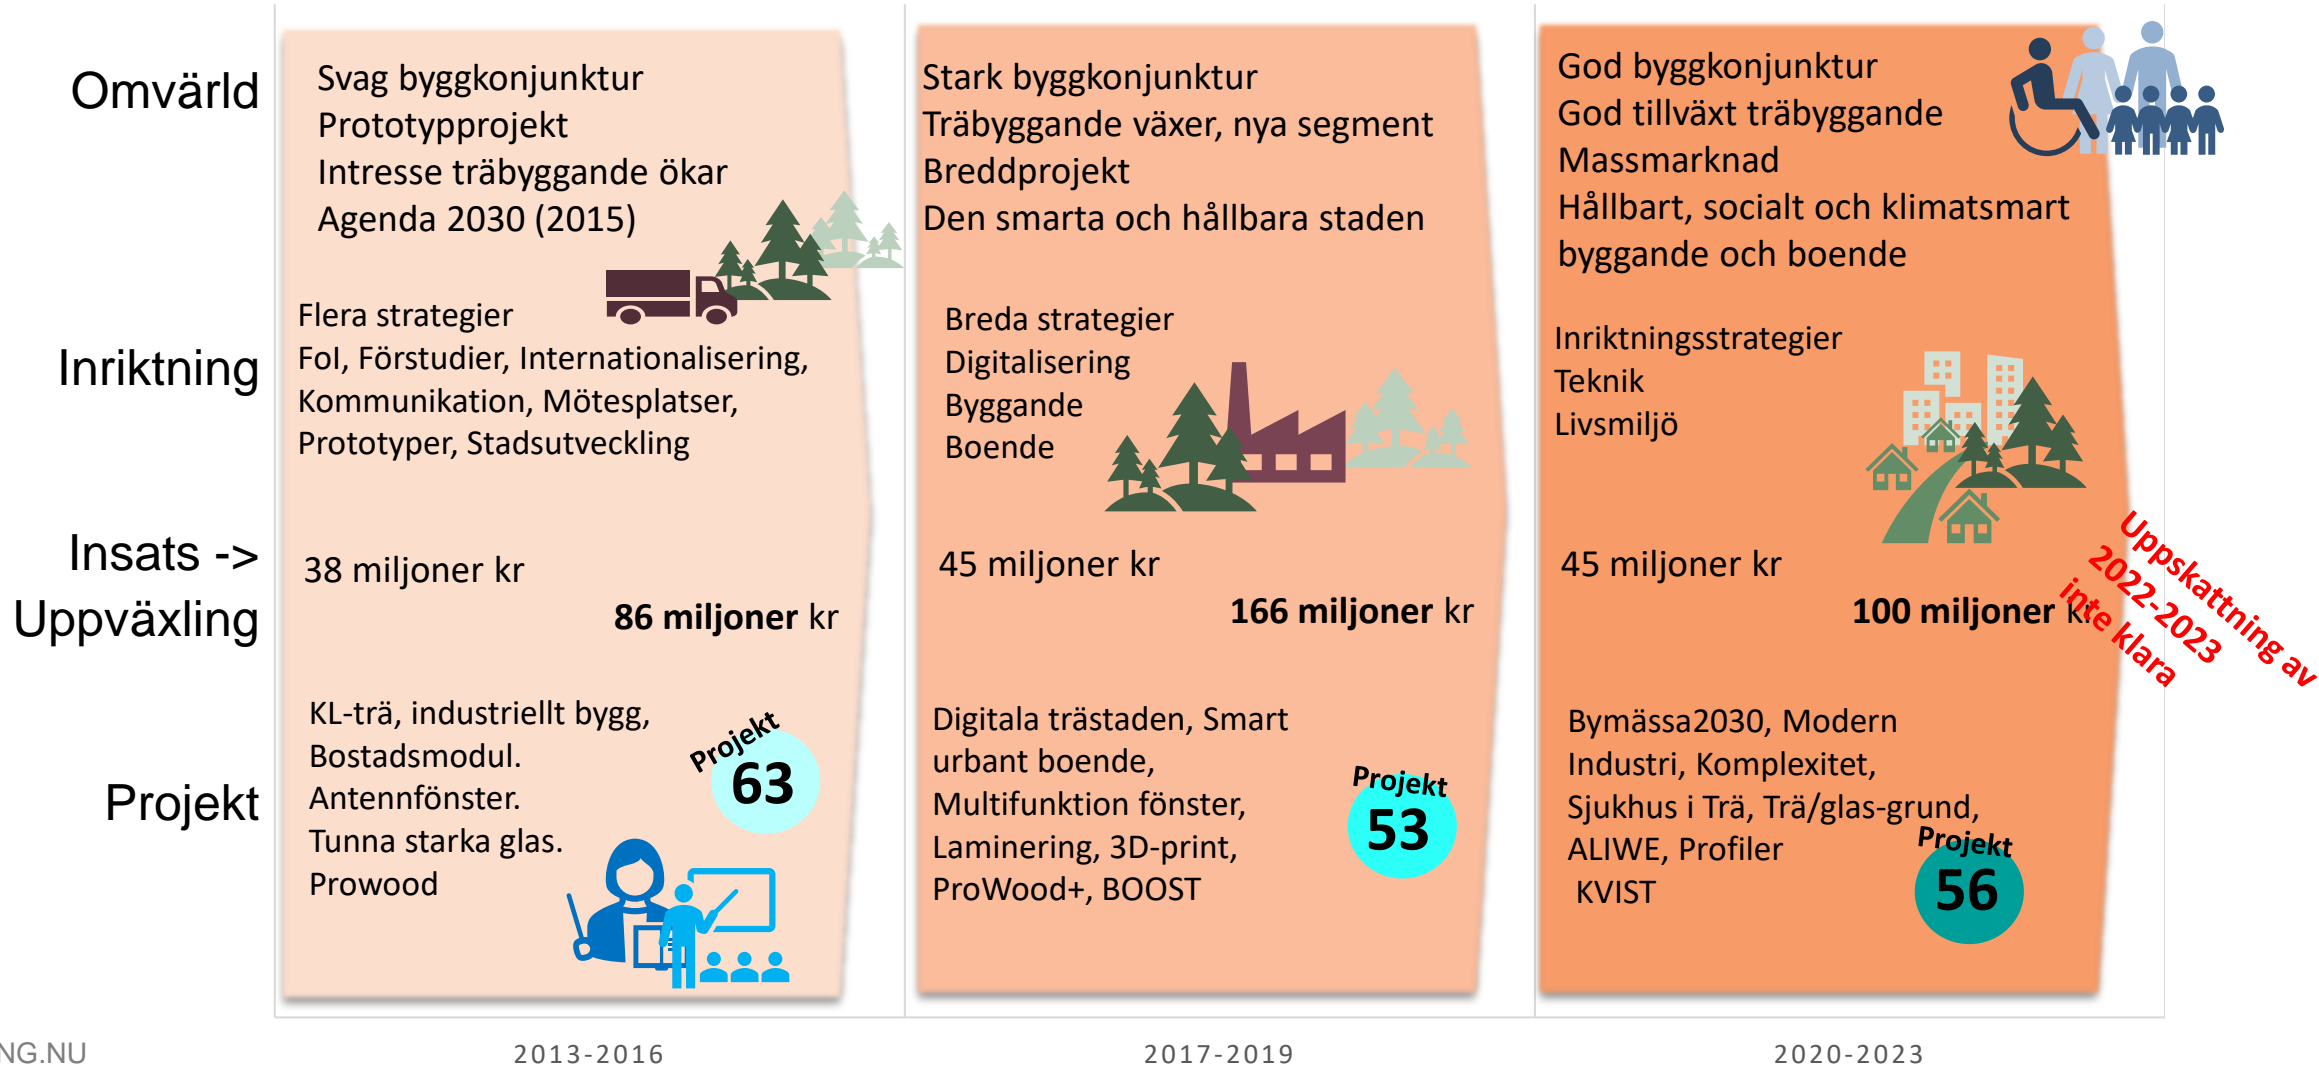 Omvärld
Svag byggkonjunktur
Prototypprojekt
Intresse träbyggande ökar
Agenda 2030 (2015)
Stark byggkonjunktur
Träbyggande växer, nya segment
Breddprojekt
Den smarta och hållbara staden
God byggkonjunktur
God tillväxt träbyggande
Massmarknad
Hållbart, socialt och klimatsmart
byggande och boende
Inriktning
Flera strategier
FoI, Förstudier, Internationalisering,
Kommunikation, Mötesplatser,
Prototyper, Stadsutveckling
Breda strategier
Digitalisering
Byggande
Boende
Inriktningsstrategier
Teknik
Livsmiljö
Insats ->
Uppväxling
38 miljoner kr
86 miljoner kr
45 miljoner kr
166 miljoner kr
45 miljoner kr
100 miljoner kr
Uppskattning av
2022-2023
inte klara
Projekt
KL-trä, industriellt bygg,
Bostadsmodul.
Antennfönster.
Tunna starka glas.
Prowood
Projekt
63
Digitala trästaden, Smart
urbant boende,
Multifunktion fönster,
Laminering, 3D-print,
ProWood+, BOOST
Projekt
53
Bymässa2030, Modern
Industri, Komplexitet,
Sjukhus i Trä, Trä/glas-grund,
ALIWE, Profiler
KVIST
Projekt
56
NG.NU
2013-2016
2017-2019
2020-2023